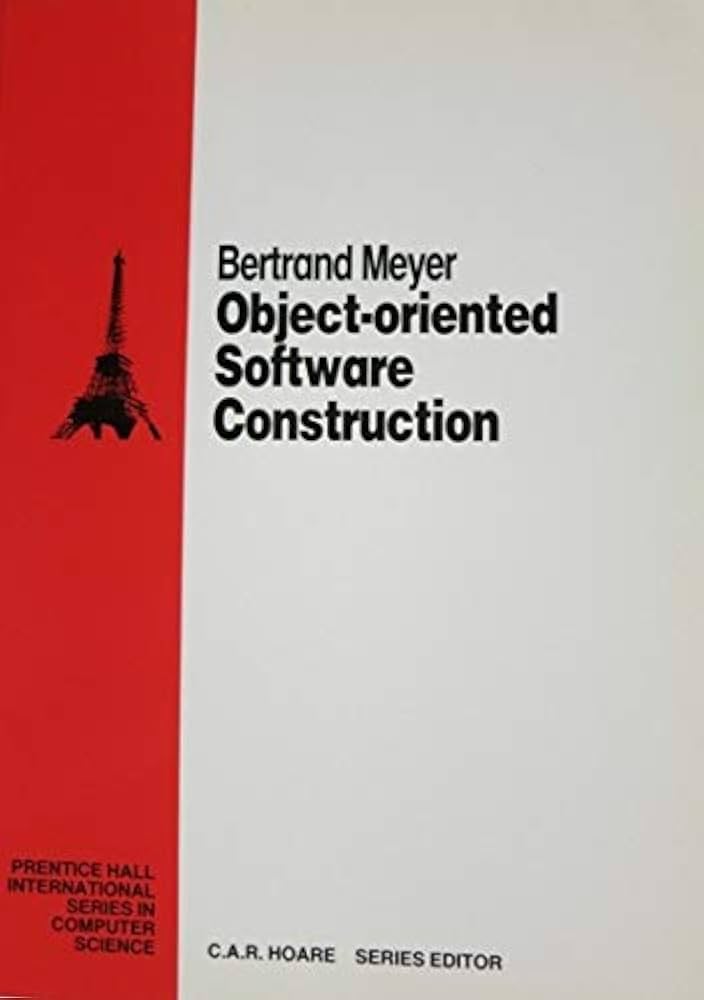 Bertrand Meyer
Object-oriented
Software
Construction
PRENTICE HALL
INTERNATIONAL
SERIES IN
COMPUTER
SCIENCE
C.A.R. HOARE SERIES EDITOR